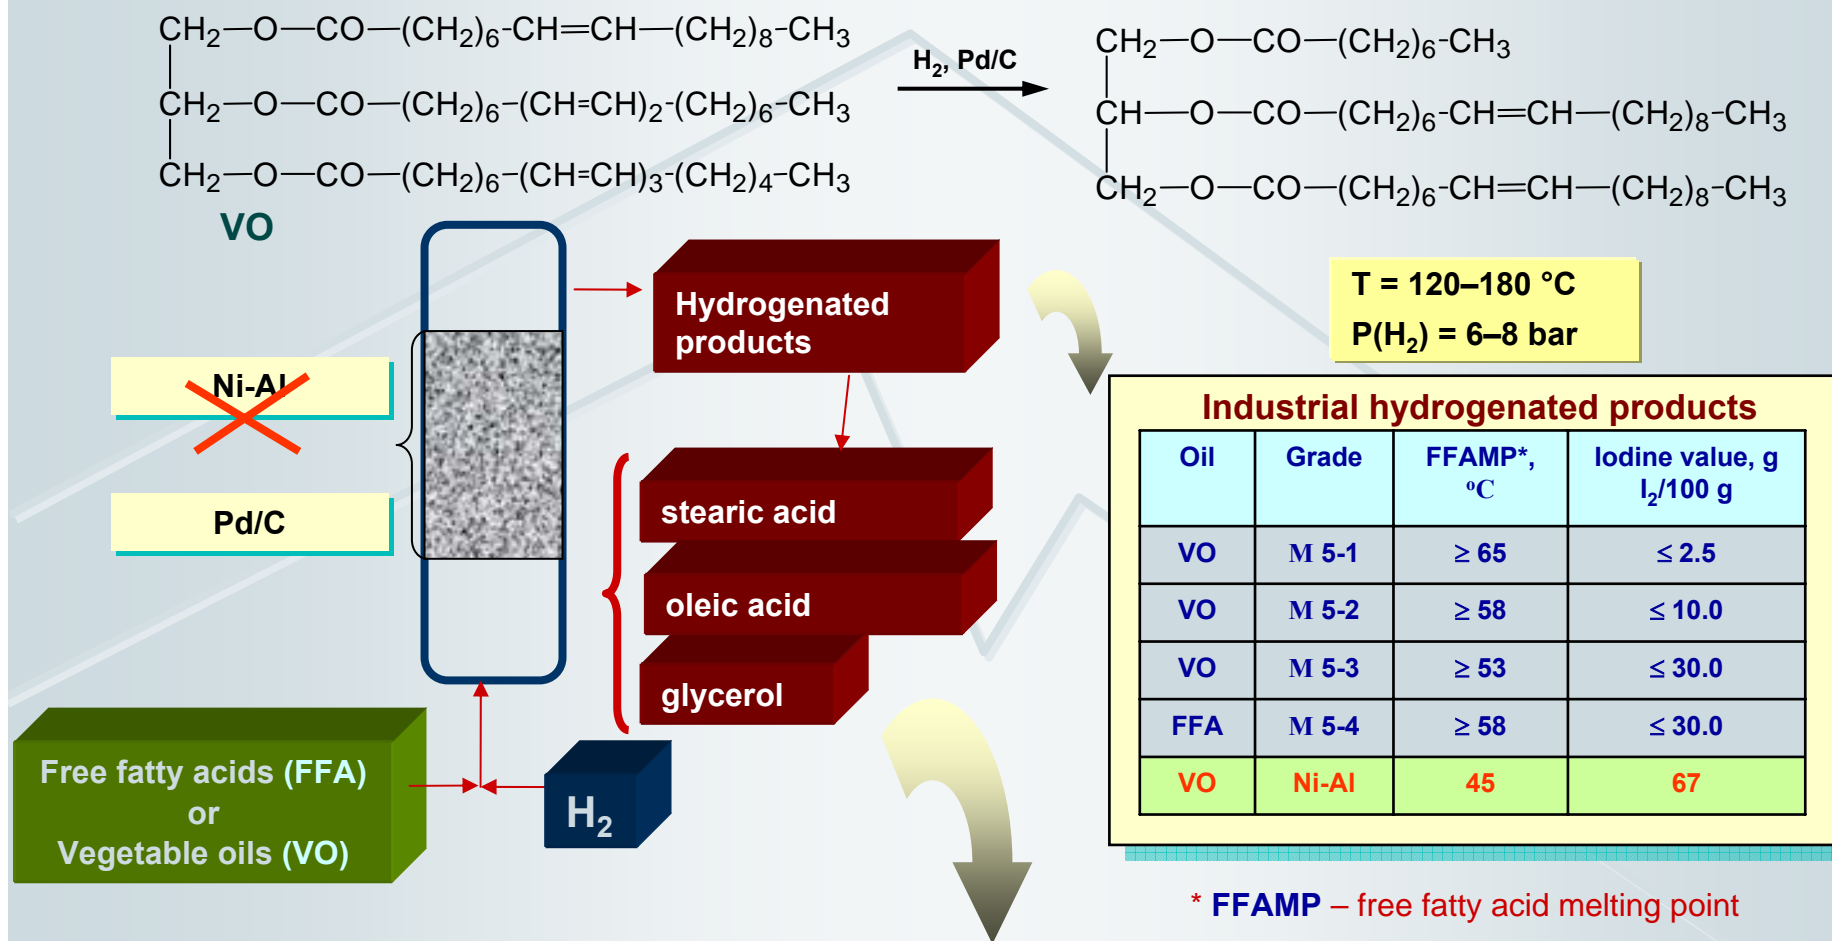 CH2—O—CO—(CH2)6-CH=CH—(CH2)8-CH3
CH2—O—CO—(CH2)6-(CH=CH)2-(CH2)6-CH3
CH2—O—CO—(CH2)6-(CH=CH)3-(CH2)4-CH3
VO
H2, Pd/C
CH2—O—CO—(CH2)6-CH3
CH—O—CO—(CH2)6-CH=CH—(CH2)8-CH3
CH2—O—CO—(CH2)6-CH=CH—(CH2)8-CH3
T = 120–180 °C
P(H2) = 6–8 bar
Hydrogenated
products
Ni-Al
Pd/C
stearic acid
oleic acid
glycerol
Free fatty acids (FFA)
or
Vegetable oils (VO)
H2
Industrial hydrogenated products
Oil Grade FFAMP*, Iodine value, g
ºC I2/100 g
VO M 5-1 ≥ 65 ≤ 2.5
VO M 5-2 ≥ 58 ≤ 10.0
VO M 5-3 ≥ 53 ≤ 30.0
FFA M 5-4 ≥ 58 ≤ 30.0
VO Ni-Al 45 67
* FFAMP – free fatty acid melting point